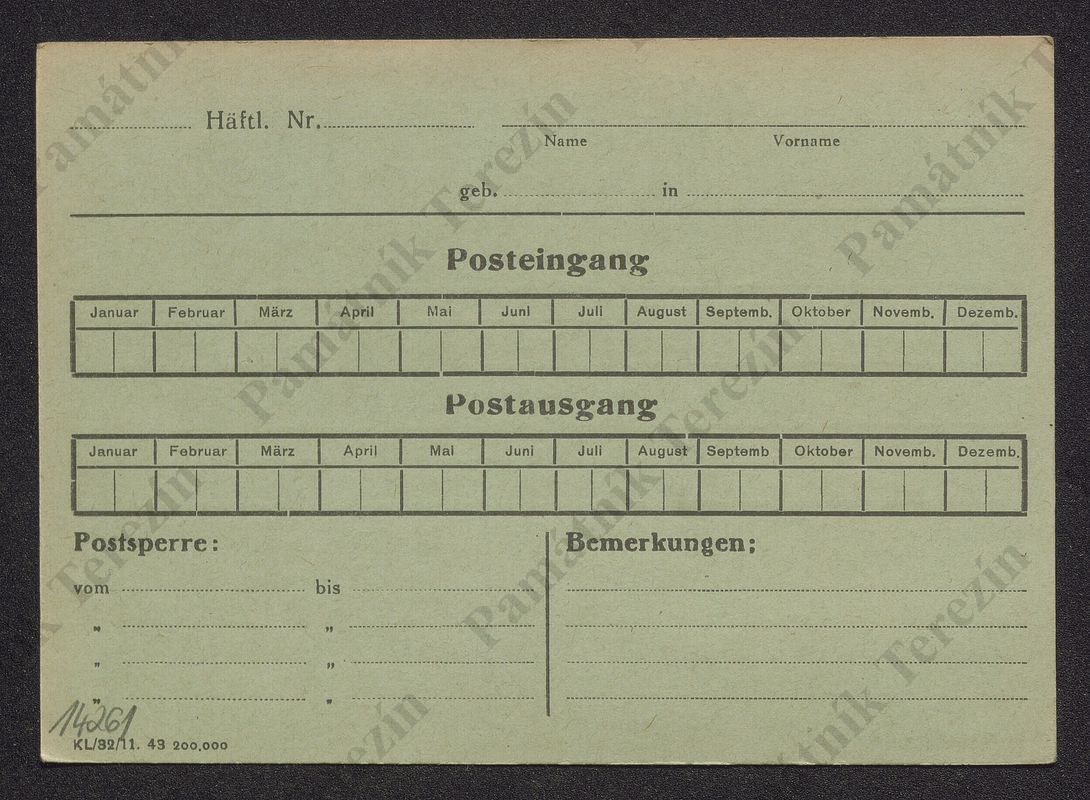 Häftl. Nr.
Name Vorname
geb. in
Posteingang
Januar Februar März April Mai Juni Juli August Septemb. Oktober Novemb. Dezemb.
Postausgang
Januar Februar März April Mai Juni Juli August Septemb Oktober Novemb. Dezemb.
Postsperre: Bemerkungen:
vom bis
„ „
„ „
„ „
14261
KL/32/11. 43 200.000
Památník Terezín